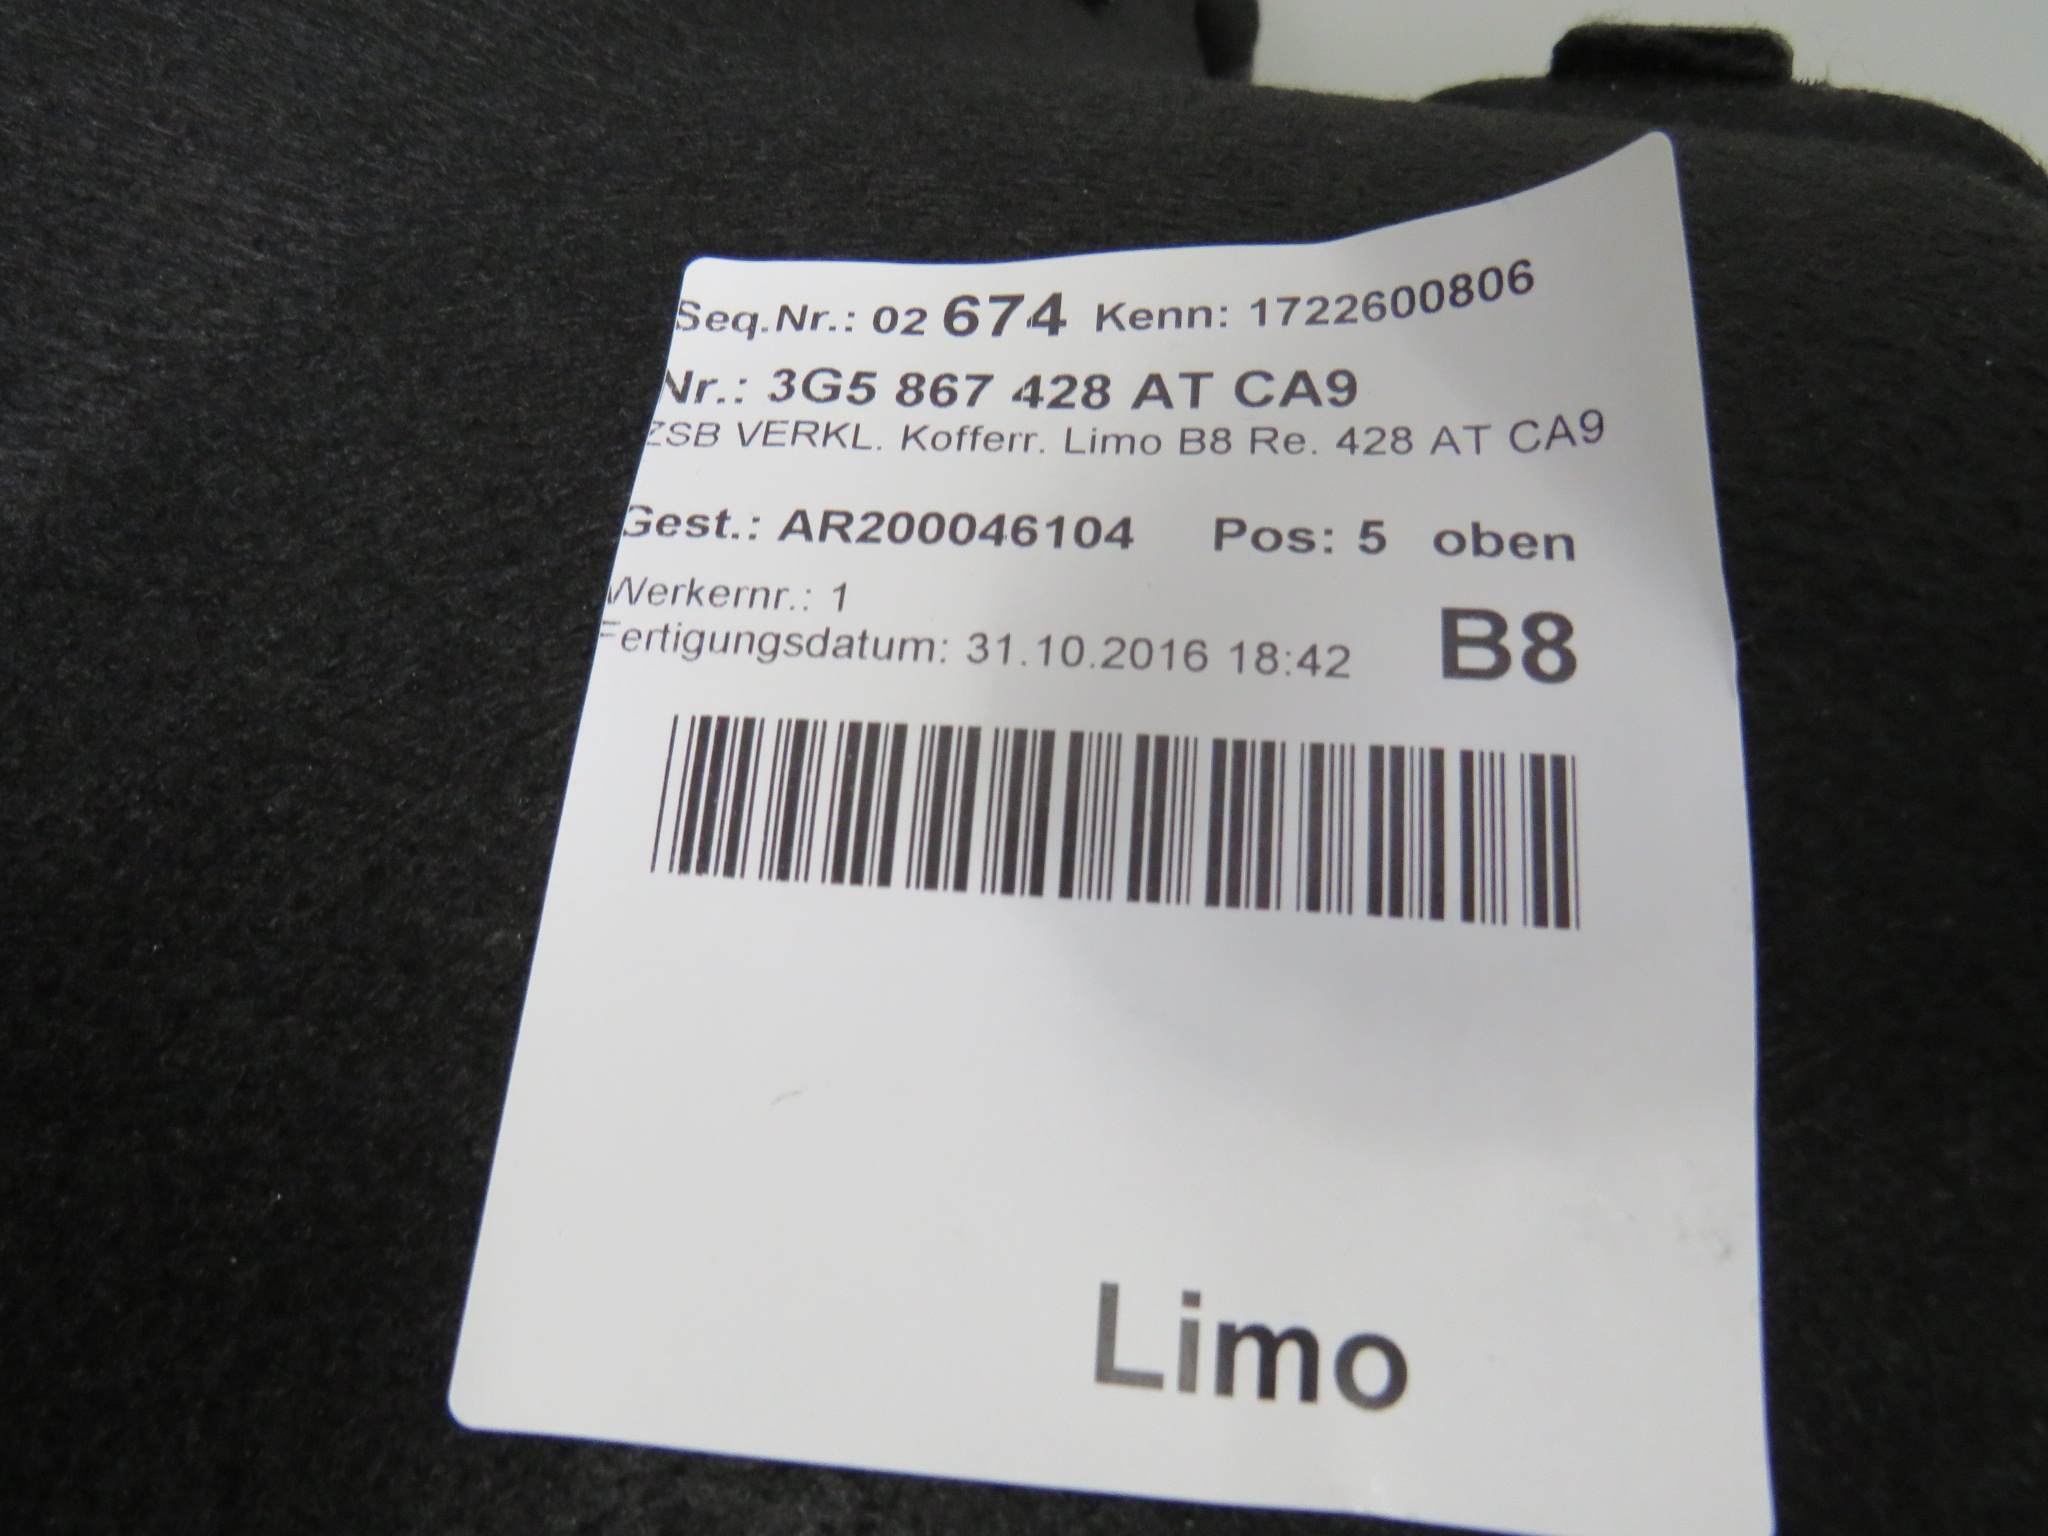 Seq.Nr.: 02 674 Kenn: 1722600806
Nr.: 3G5 867 428 AT CA9
ZSB VERKL. Kofferr. Limo B8 Re. 428 AT CA9
Gest.: AR200046104 Pos: 5 oben
Werkernr.: 1
Fertigungsdatum: 31.10.2016 18:42 B8
Limo